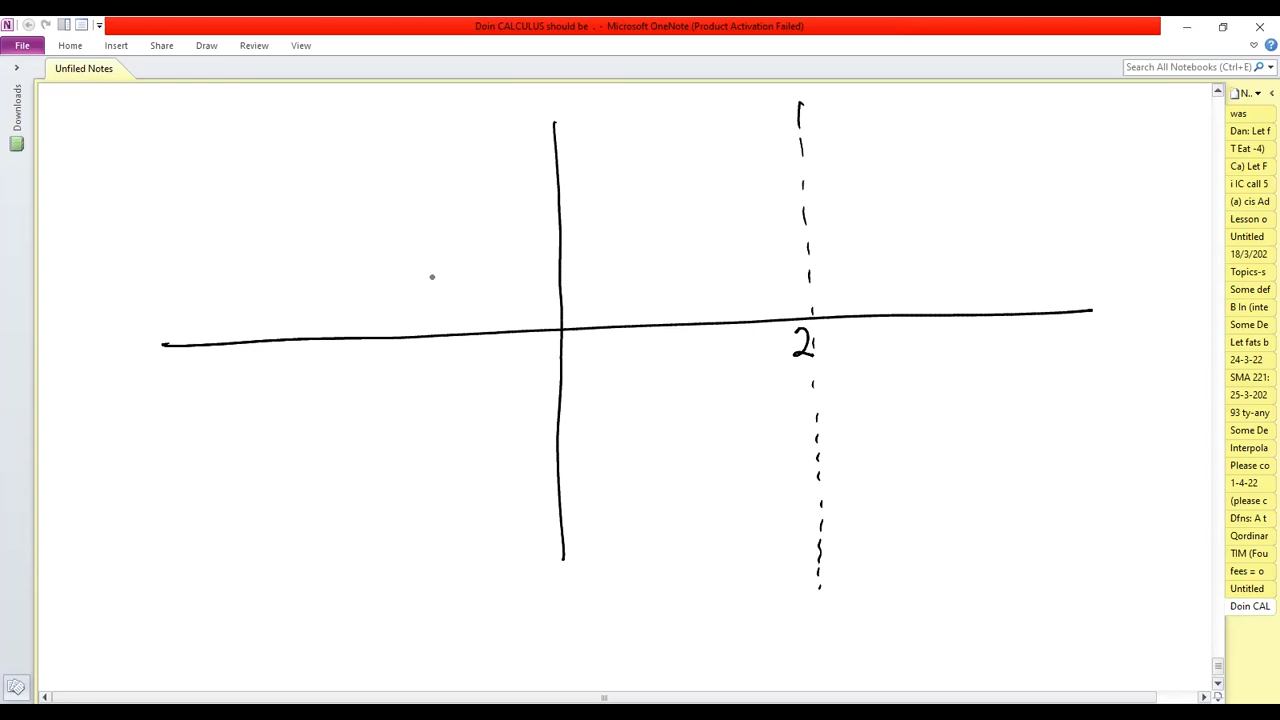 Doin CALCULUS should be . - Microsoft OneNote (Product Activation Failed)
File Home Insert Share Draw Review View
Unfiled Notes
Search All Notebooks (Ctrl+E)
Downloads
2
N..
was
Dan: Let f
T Eat -4)
Ca) Let F
i IC call 5
(a) cis Ad
Lesson o
Untitled
18/3/202
Topics-s
Some def
B In (inte
Some De
Let fats b
24-3-22
SMA 221:
25-3-202
93 ty-any
Some De
Interpola
Please co
1-4-22
(please c
Dfns: A t
Qordinar
TIM (Fou
fees = o
Untitled
Doin CAL